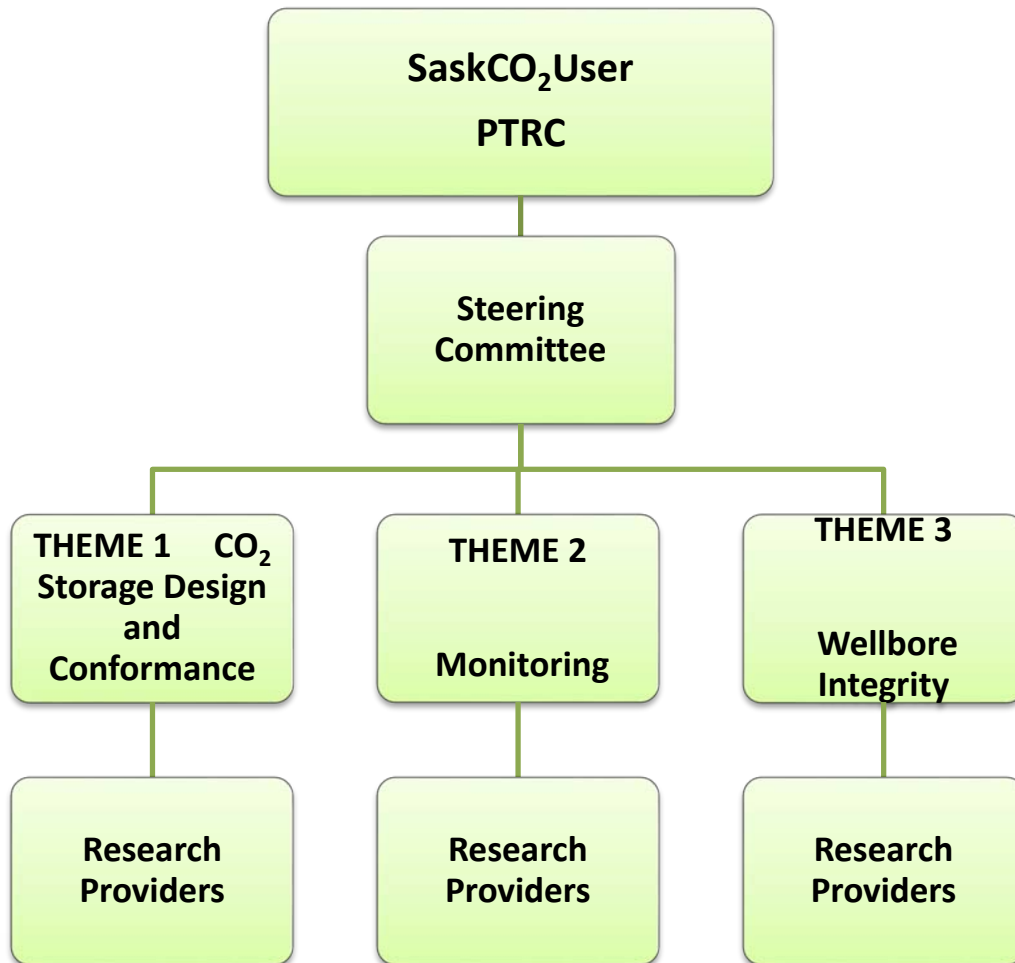 SaskCO₂User
PTRC
Steering
Committee
THEME 1 CO₂
Storage Design
and
Conformance
THEME 2
Monitoring
THEME 3
Wellbore
Integrity
Research
Providers
Research
Providers
Research
Providers